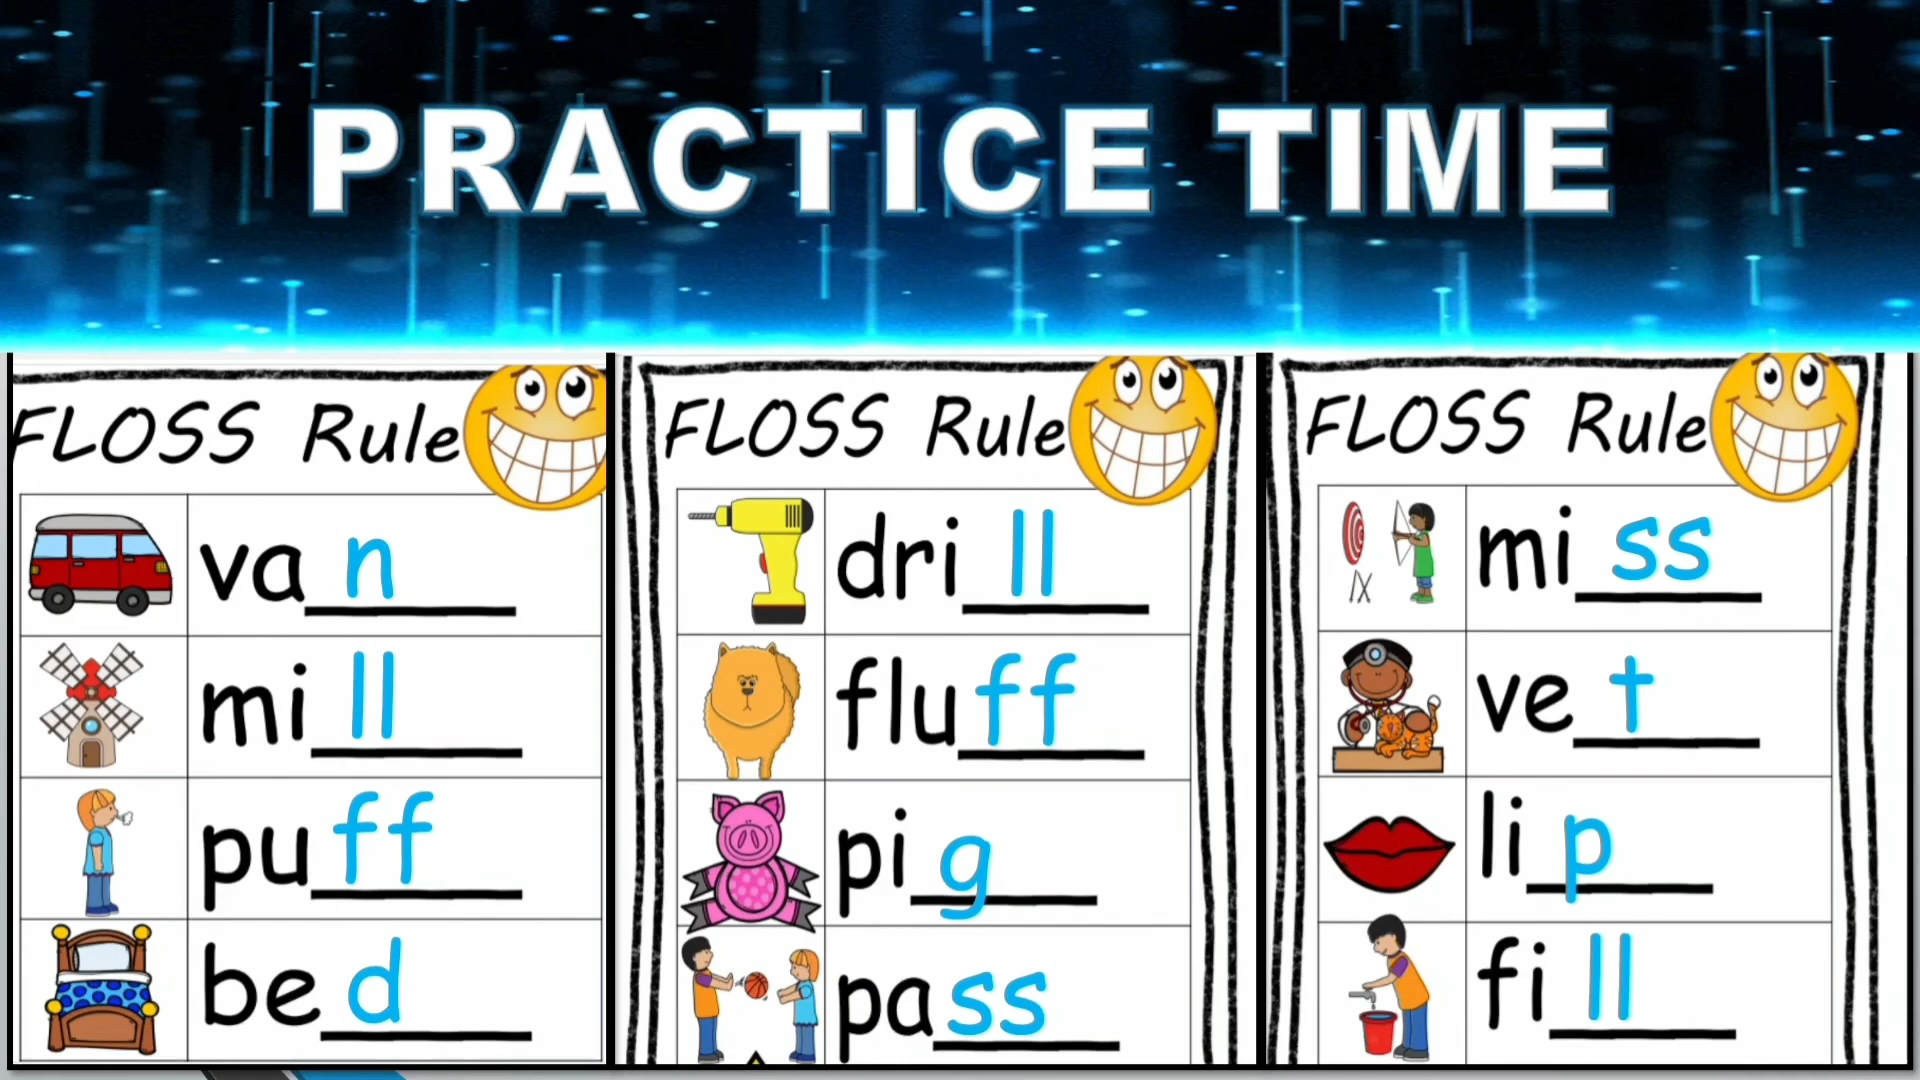 PRACTICE TIME
FLOSS Rule
van
mill
puff
bed
FLOSS Rule
drill
fluff
pig
pass
FLOSS Rule
miss
vet
lip
fill